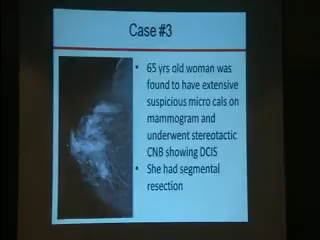 Case #3
• 65 yrs old woman was
found to have extensive
suspicious micro cals on
mammogram and
underwent stereotactic
CNB showing DCIS
• She had segmental
resection